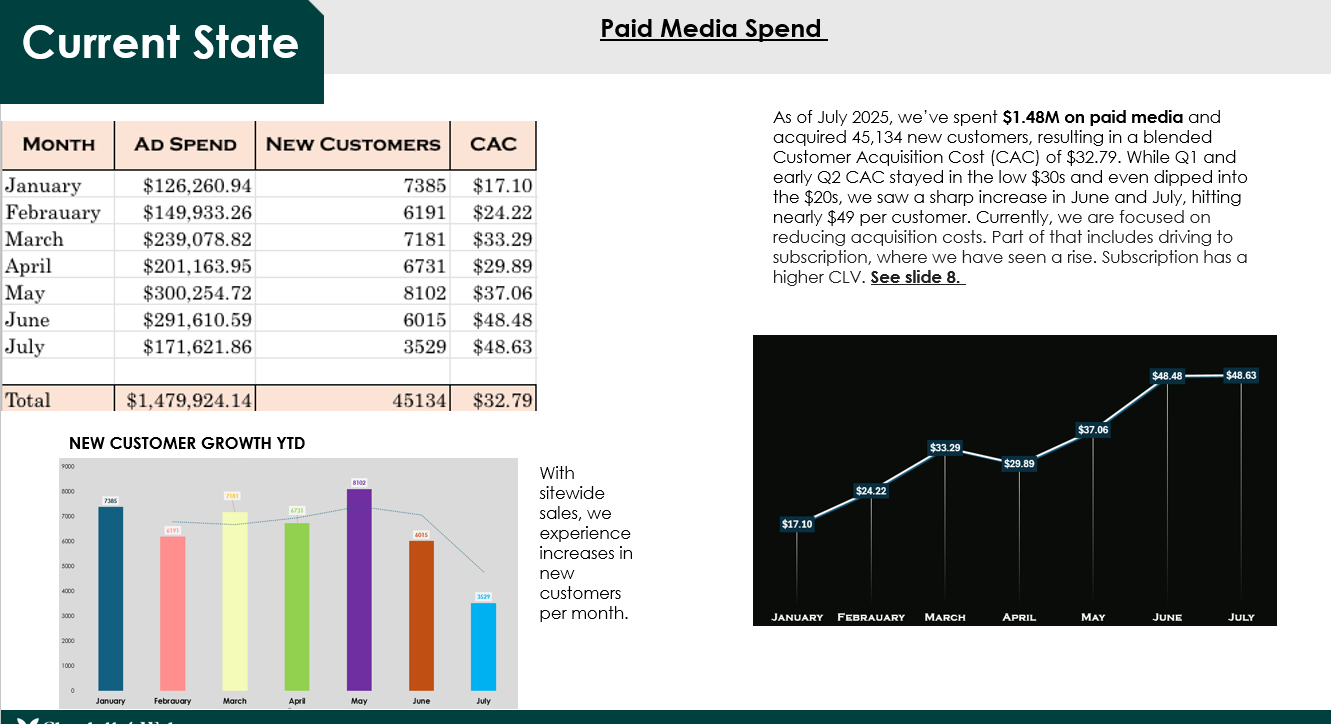 Current State
Paid Media Spend
Month Ad Spend New Customers CAC
January $126,260.94 7385 $17.10
Febrauary $149,933.26 6191 $24.22
March $239,078.82 7181 $33.29
April $201,163.95 6731 $29.89
May $300,254.72 8102 $37.06
June $291,610.59 6015 $48.48
July $171,621.86 3529 $48.63
Total $1,479,924.14 45134 $32.79
As of July 2025, we’ve spent $1.48M on paid media and
acquired 45,134 new customers, resulting in a blended
Customer Acquisition Cost (CAC) of $32.79. While Q1 and
early Q2 CAC stayed in the low $30s and even dipped into
the $20s, we saw a sharp increase in June and July, hitting
nearly $49 per customer. Currently, we are focused on
reducing acquisition costs. Part of that includes driving to
subscription, where we have seen a rise. Subscription has a
higher CLV. See slide 8.
NEW CUSTOMER GROWTH YTD
9000
8000
7000
6000
5000
4000
3000
2000
1000
0
7385
6191
7181
6731
8102
6015
3529
January Febrauary March April May June July
With
sitewide
sales, we
experience
increases in
new
customers
per month.
$17.10
$24.22
$33.29
$29.89
$37.06
$48.48
$48.63
January Febrauary March April May June July